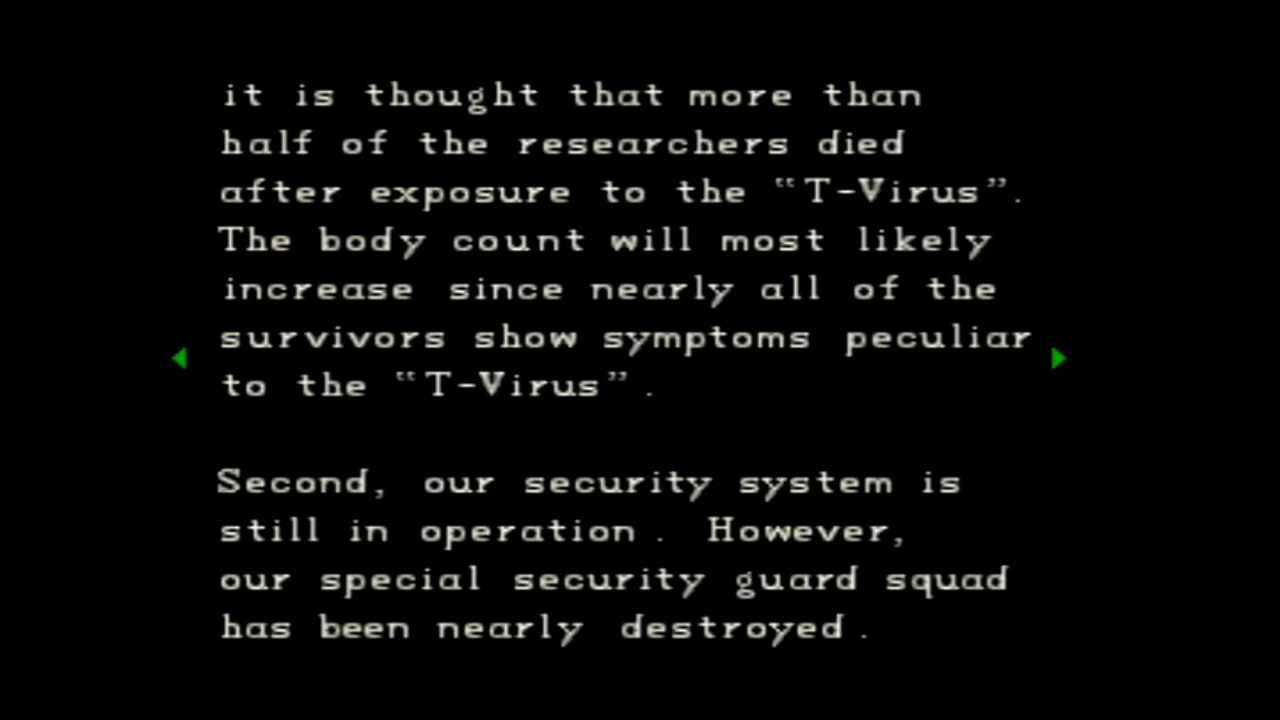 it is thought that more than
half of the researchers died
after exposure to the “T-Virus”.
The body count will most likely
increase since nearly all of the
survivors show symptoms peculiar
to the “T-Virus”.
Second, our security system is
still in operation. However,
our special security guard squad
has been nearly destroyed.